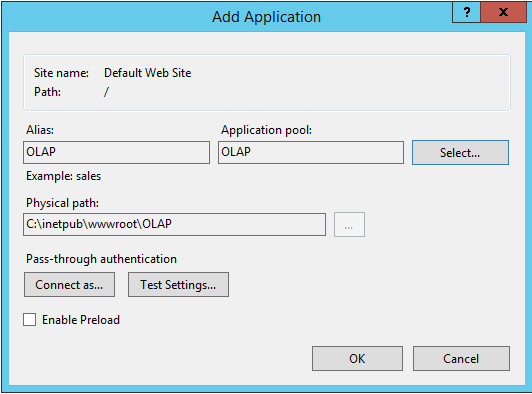 Add Application
?
x
Site name: Default Web Site
Path: /
Alias: Application pool:
OLAP OLAP Select...
Example: sales
Physical path:
C:\inetpub\wwwroot\OLAP ...
Pass-through authentication
Connect as... Test Settings...
Enable Preload
OK Cancel